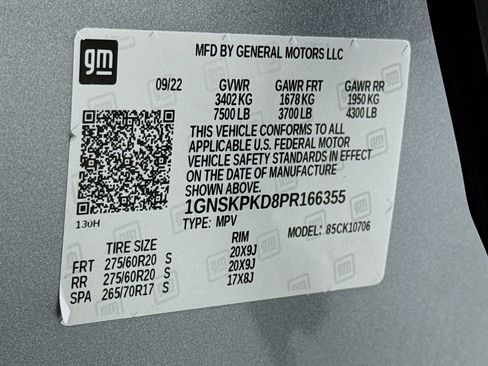 gm
MFD BY GENERAL MOTORS LLC
09/22 GVWR GAWR FRT GAWR RR
3402 KG 1678 KG 1950 KG
7500 LB 3700 LB 4300 LB
THIS VEHICLE CONFORMS TO ALL
APPLICABLE U.S. FEDERAL MOTOR
VEHICLE SAFETY STANDARDS IN EFFECT
ON THE DATE OF MANUFACTURE
SHOWN ABOVE.
1GNSKPKD8PR166355
130H
TYPE: MPV MODEL: 85CK10706
TIRE SIZE RIM
FRT 275/60R20 S 20X9J
RR 275/60R20 S 20X9J
SPA 265/70R17 S 17X8J